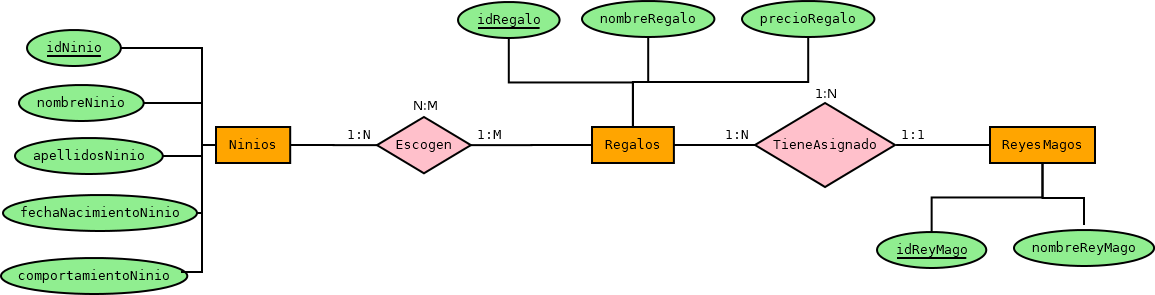 idRegalo
nombreRegalo
precioRegalo
idNinio
nombreNinio
N:M
1:N
1:N
1:M
1:N
1:1
Ninios
Escogen
Regalos
TieneAsignado
ReyesMagos
apellidosNinio
fechaNacimientoNinio
idReyMago
nombreReyMago
comportamientoNinio